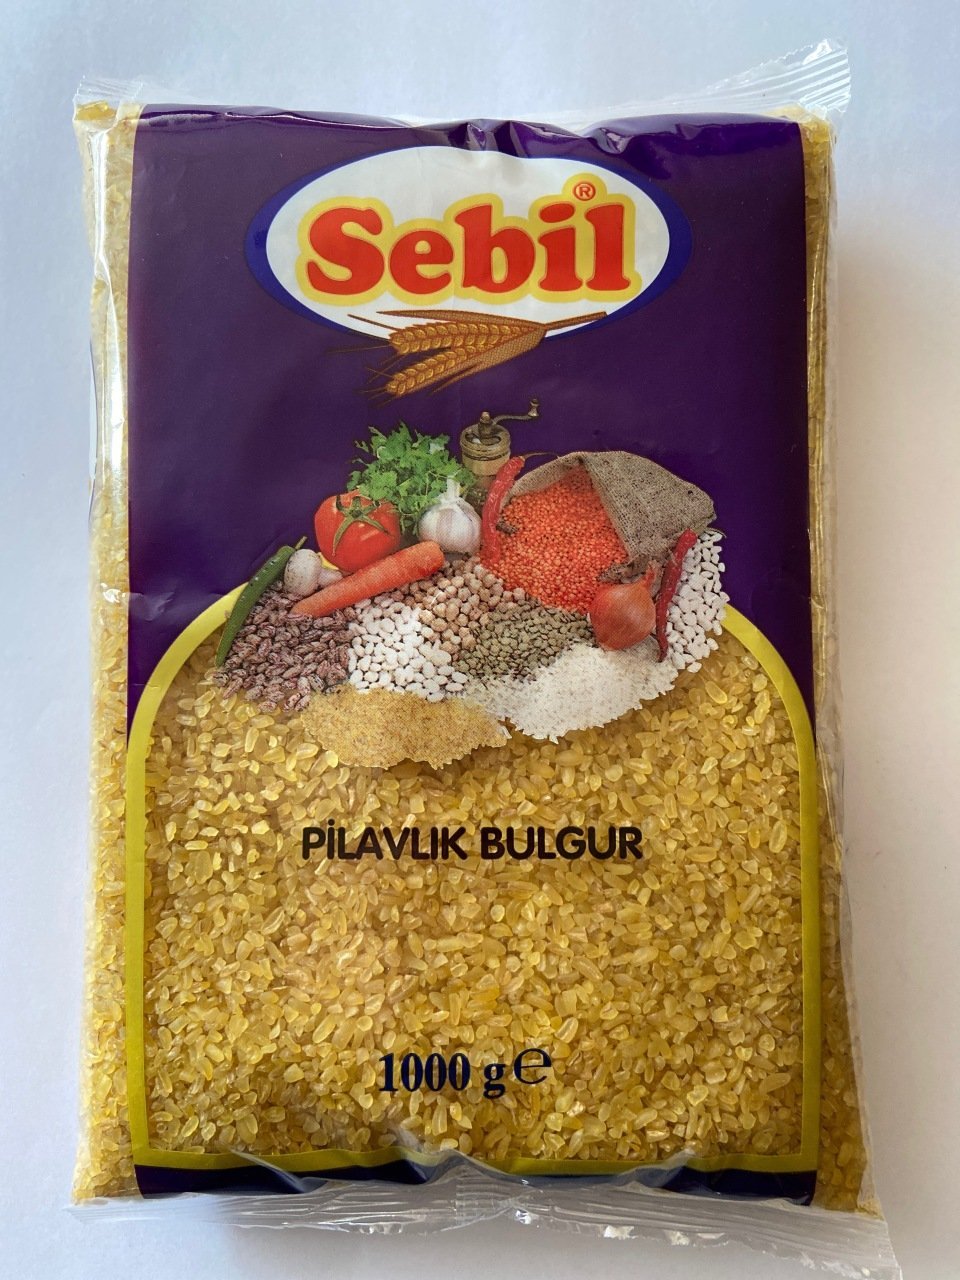 Sebil®
PİLAVLIK BULGUR
1000 g ℮